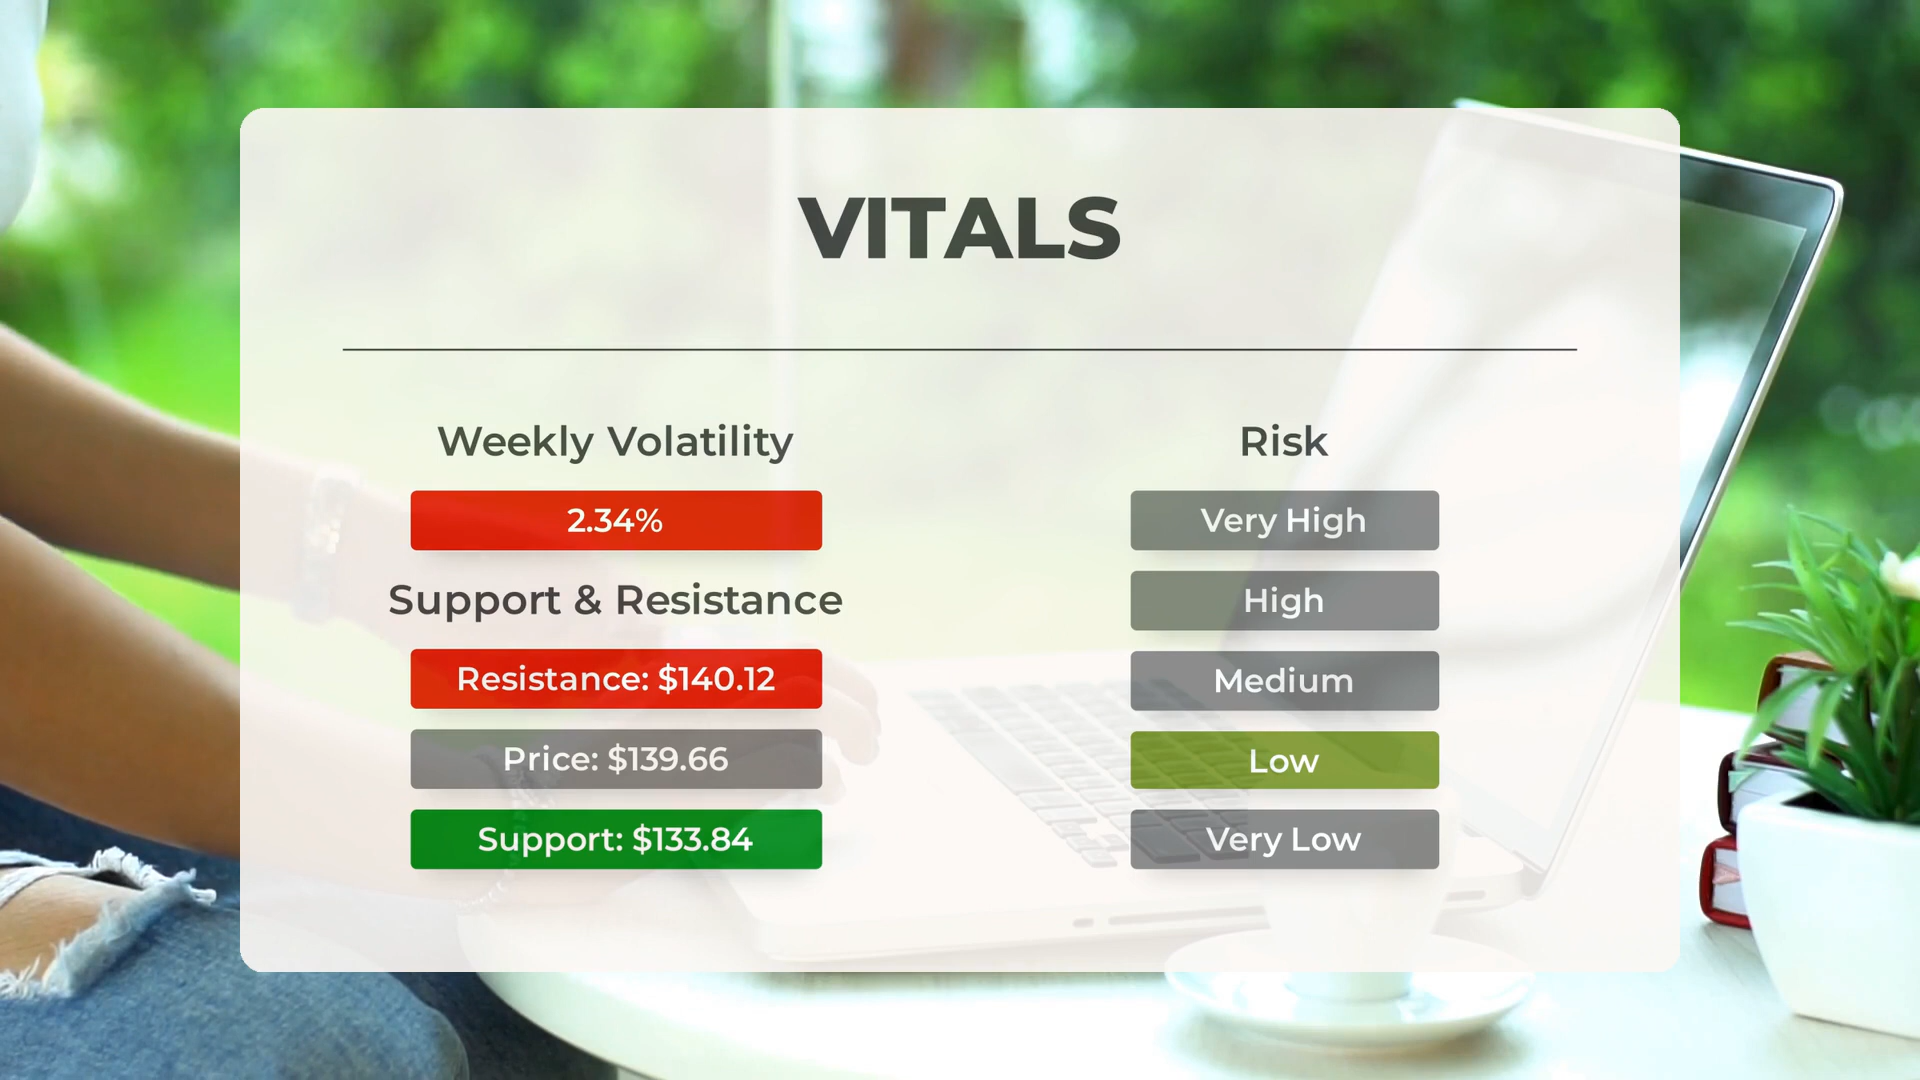 VITALS
Weekly Volatility
2.34%
Support & Resistance
Resistance: $140.12
Price: $139.66
Support: $133.84
Risk
Very High
High
Medium
Low
Very Low